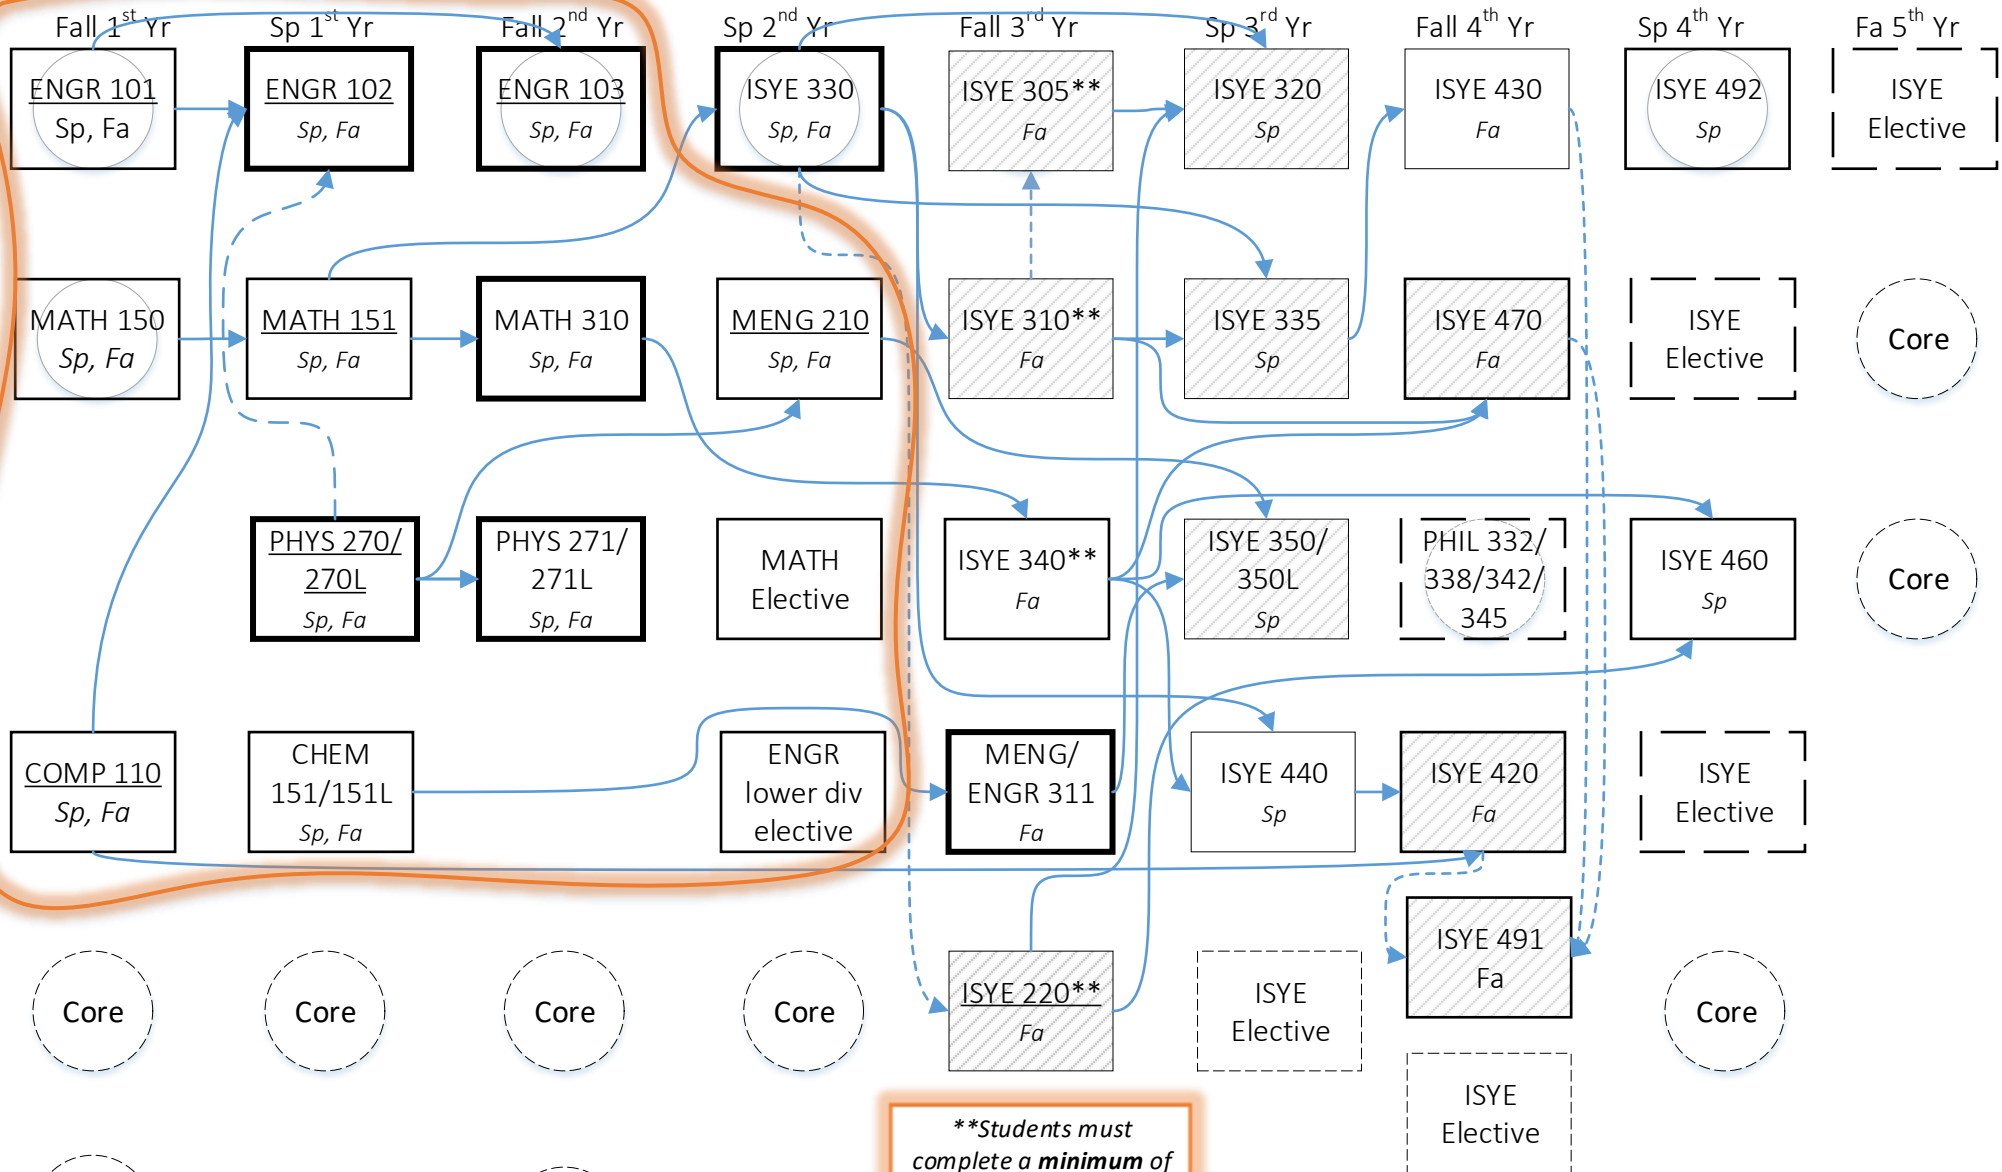 Fall 1st Yr
Sp 1st Yr
Fall 2nd Yr
Sp 2nd Yr
Fall 3rd Yr
Sp 3rd Yr
Fall 4th Yr
Sp 4th Yr
Fa 5th Yr
ENGR 101
Sp, Fa
ENGR 102
Sp, Fa
ENGR 103
Sp, Fa
ISYE 330
Sp, Fa
ISYE 305**
Fa
ISYE 320
Sp
ISYE 430
Fa
ISYE 492
Sp
ISYE
Elective
MATH 150
Sp, Fa
MATH 151
Sp, Fa
MATH 310
Sp, Fa
MENG 210
Sp, Fa
ISYE 310**
Fa
ISYE 335
Sp
ISYE 470
Fa
ISYE
Elective
Core
PHYS 270/
270L
Sp, Fa
PHYS 271/
271L
Sp, Fa
MATH
Elective
ISYE 340**
Fa
ISYE 350/
350L
Sp
PHIL 332/
338/342/
345
ISYE 460
Sp
Core
COMP 110
Sp, Fa
CHEM
151/151L
Sp, Fa
ENGR
lower div
elective
MENG/
ENGR 311
Fa
ISYE 440
Sp
ISYE 420
Fa
ISYE
Elective
ISYE 491
Fa
Core
Core
Core
Core
ISYE 220**
Fa
ISYE
Elective
Core
ISYE
Elective
**Students must
complete a minimum of